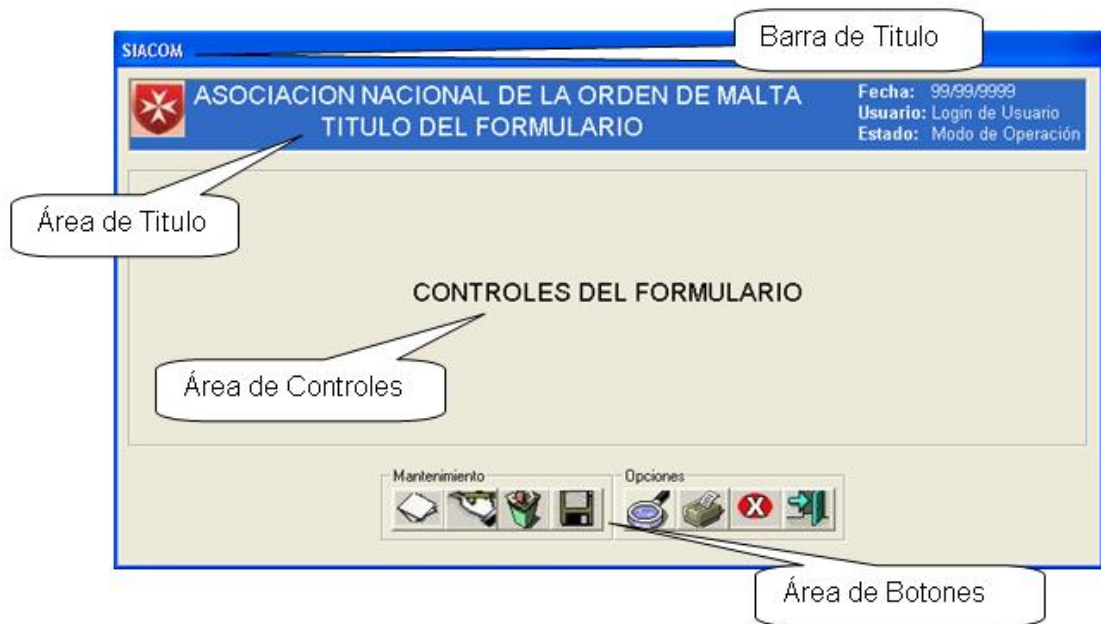 Barra de Titulo
SIACOM
ASOCIACION NACIONAL DE LA ORDEN DE MALTA
TITULO DEL FORMULARIO
Fecha: 99/99/9999
Usuario: Login de Usuario
Estado: Modo de Operación
Área de Titulo
CONTROLES DEL FORMULARIO
Área de Controles
Mantenimiento
Opciones
X
Área de Botones